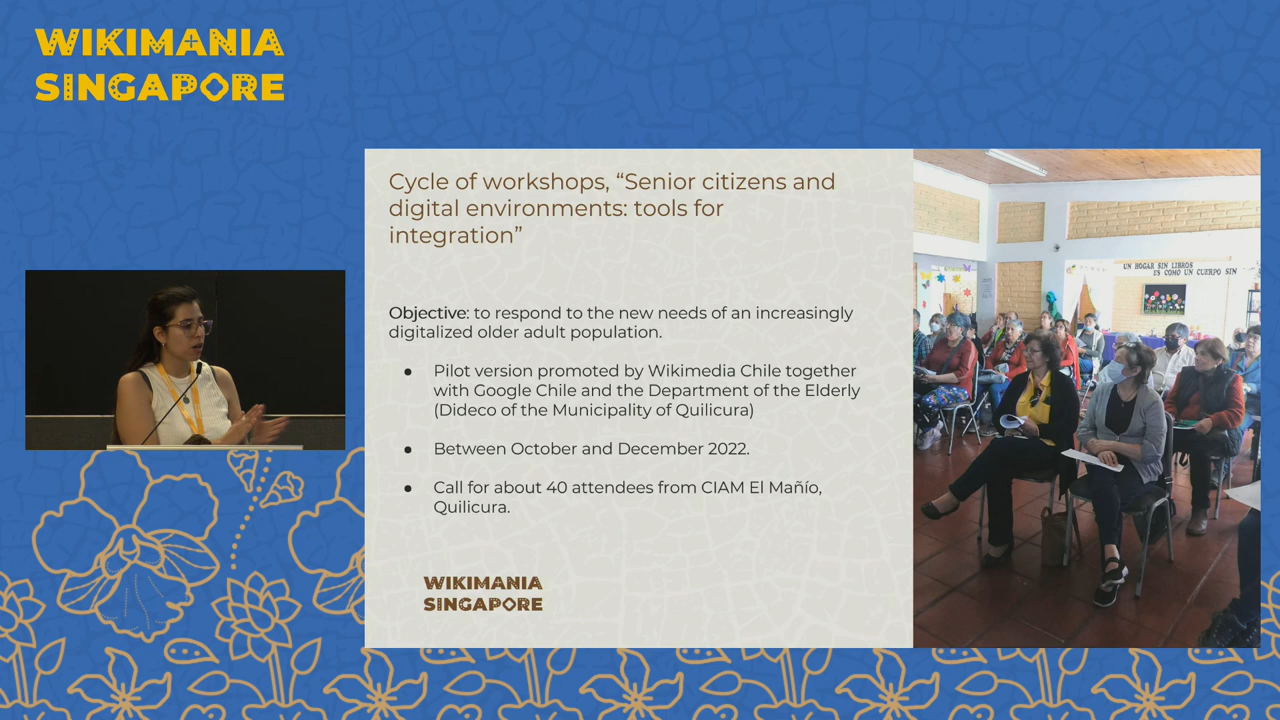 WIKIMANIA
SINGAPORE
Cycle of workshops, “Senior citizens and
digital environments: tools for
integration”
Objective: to respond to the new needs of an increasingly
digitalized older adult population.
● Pilot version promoted by Wikimedia Chile together
with Google Chile and the Department of the Elderly
(Dideco of the Municipality of Quilicura)
● Between October and December 2022.
● Call for about 40 attendees from CIAM El Mañío,
Quilicura.
WIKIMANIA
SINGAPORE
UN HOGAR SIN LIBROS
ES COMO UN CUERPO SIN